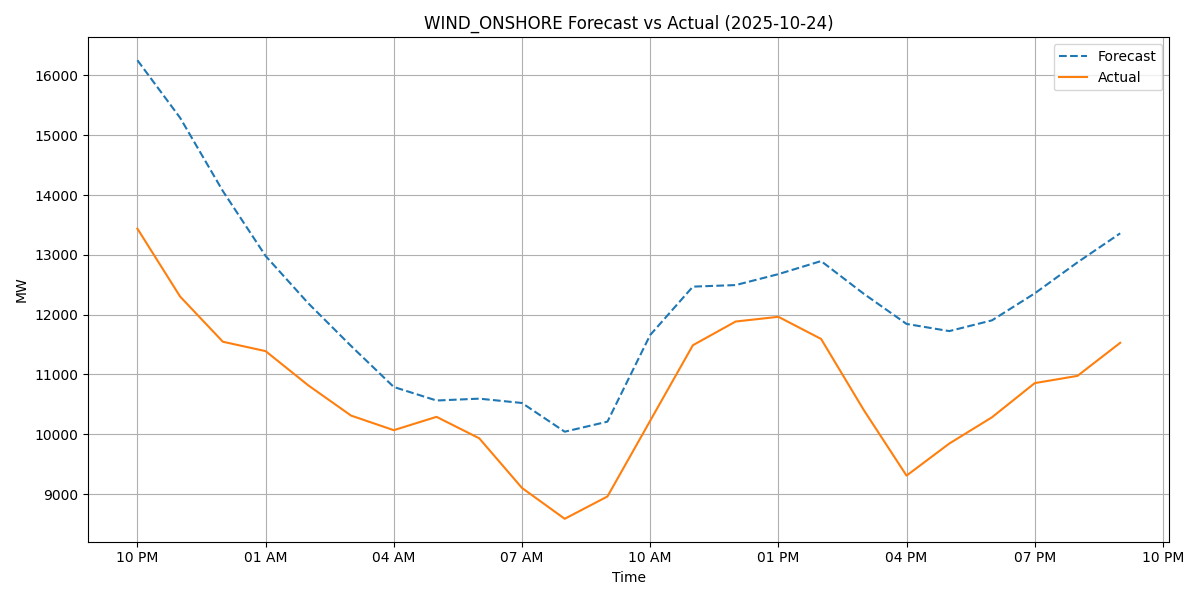 WIND_ONSHORE Forecast vs Actual (2025-10-24)
Forecast
Actual
MW
16000
15000
14000
13000
12000
11000
10000
9000
10 PM 01 AM 04 AM 07 AM 10 AM 01 PM 04 PM 07 PM 10 PM
Time